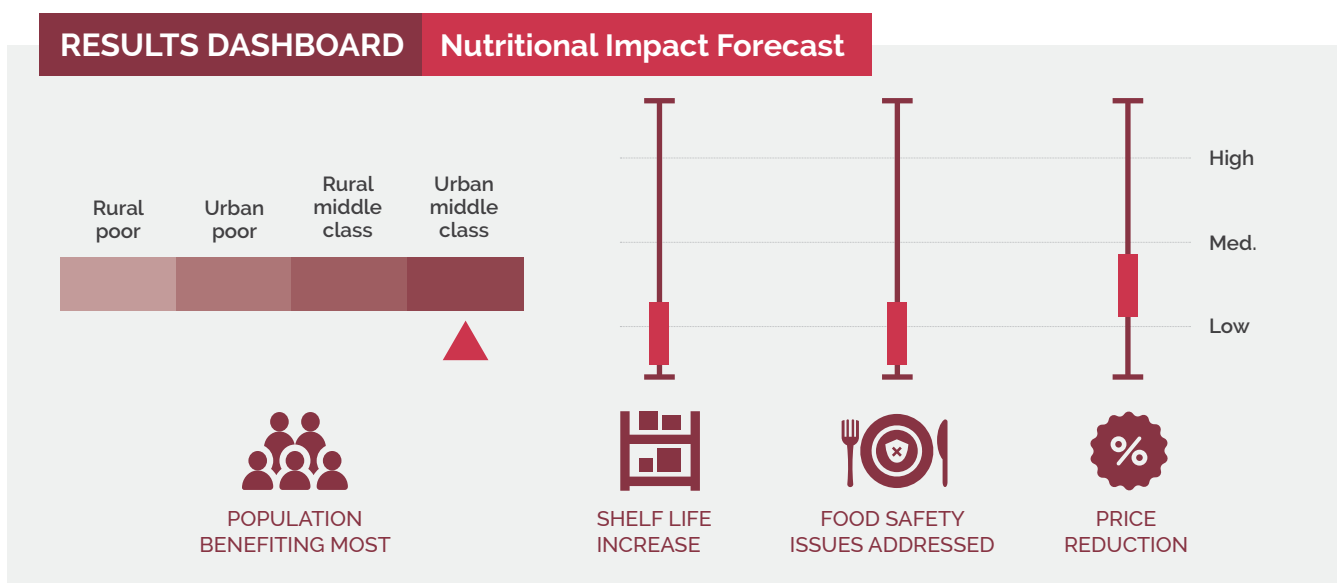 RESULTS DASHBOARD
Nutritional Impact Forecast
Rural
poor
Urban
poor
Rural
middle
class
Urban
middle
class
High
Med.
Low
POPULATION
BENEFITING MOST
SHELF LIFE
INCREASE
FOOD SAFETY
ISSUES ADDRESSED
%
PRICE
REDUCTION